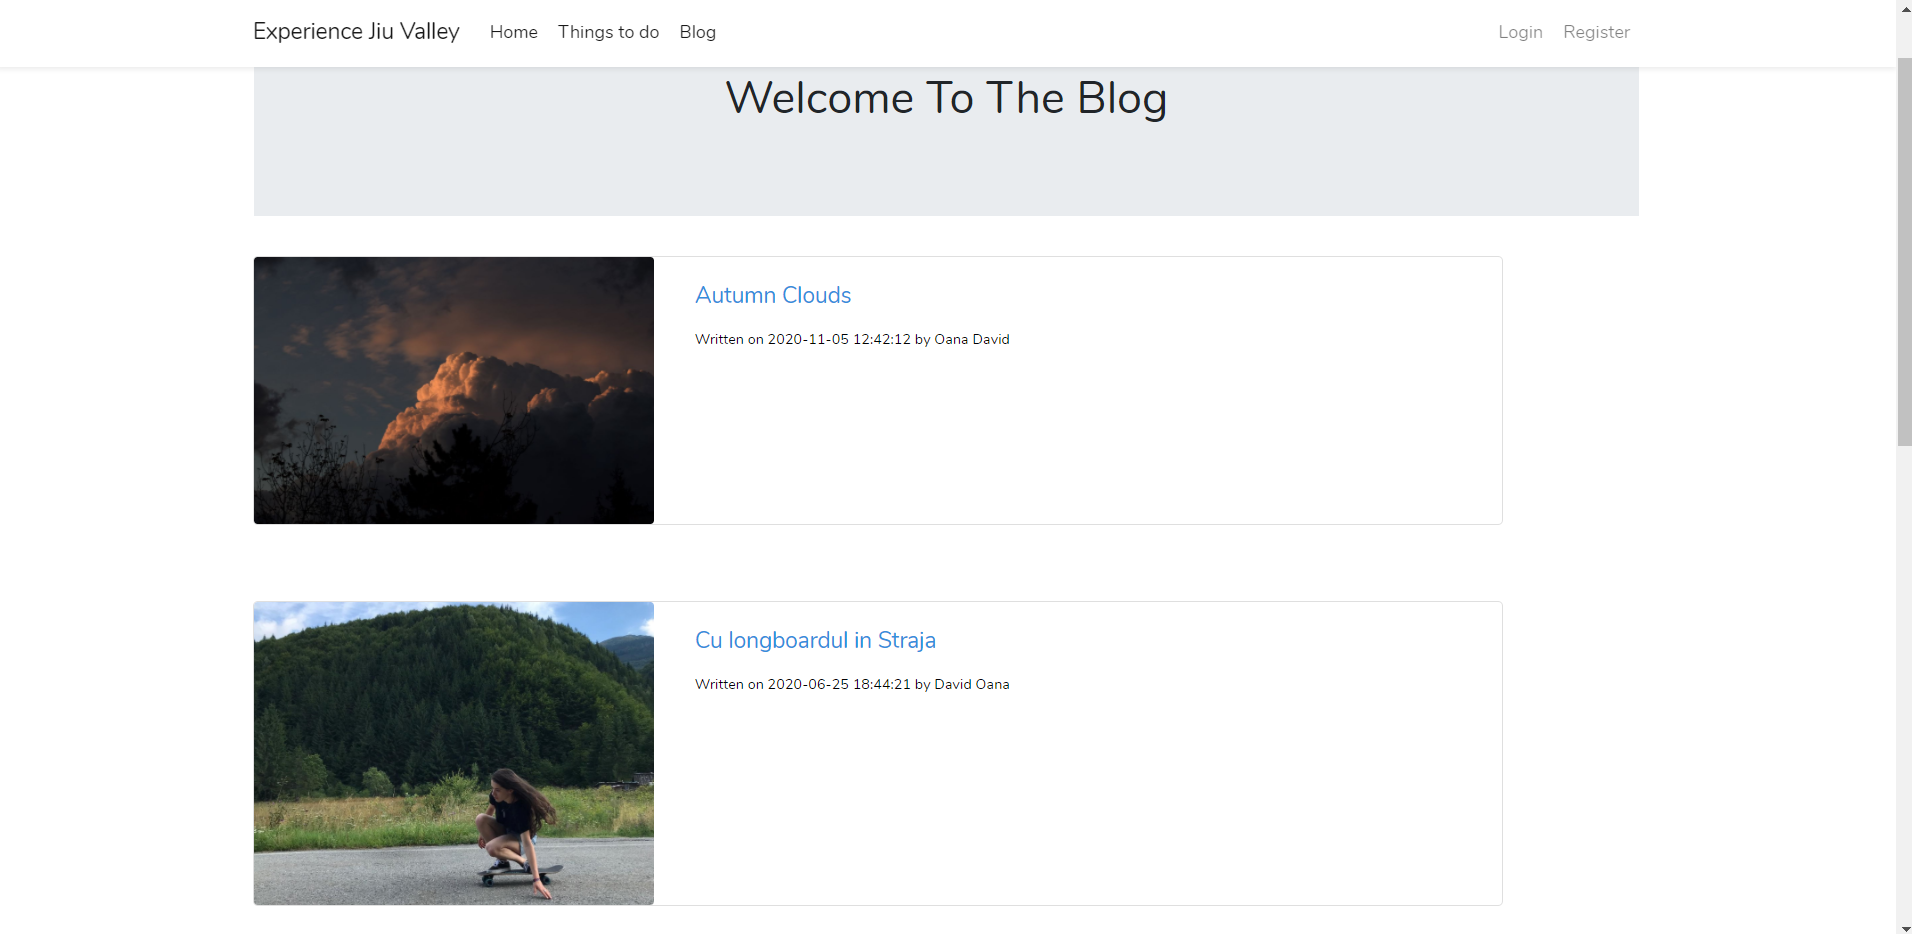 Experience Jiu Valley Home Things to do Blog Login Register
Welcome To The Blog
Autumn Clouds
Written on 2020-11-05 12:42:12 by Oana David
Cu longboardul in Straja
Written on 2020-06-25 18:44:21 by David Oana